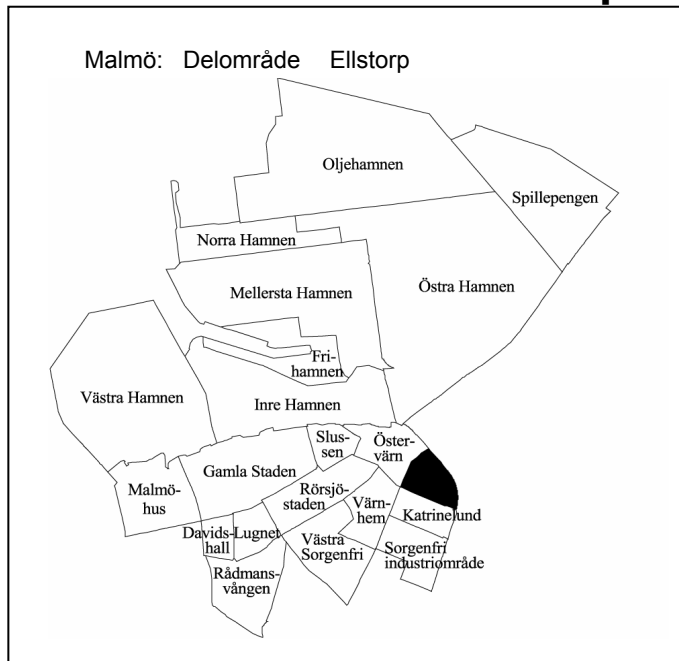 Malmö: Delområde Ellstorp
Oljehamnen
Spillepengen
Norra Hamnen
Mellersta Hamnen
Östra Hamnen
Fri-
hamnen
Västra Hamnen
Inre Hamnen
Slus-
sen
Öster-
värn
Gamla Staden
Malmö-
hus
Rörsjö-
staden
Värn-
hem
Katrinelund
Davids-
hall
Lugnet
Västra
Sorgenfri
Sorgenfri
industriområde
Rådmans-
vången